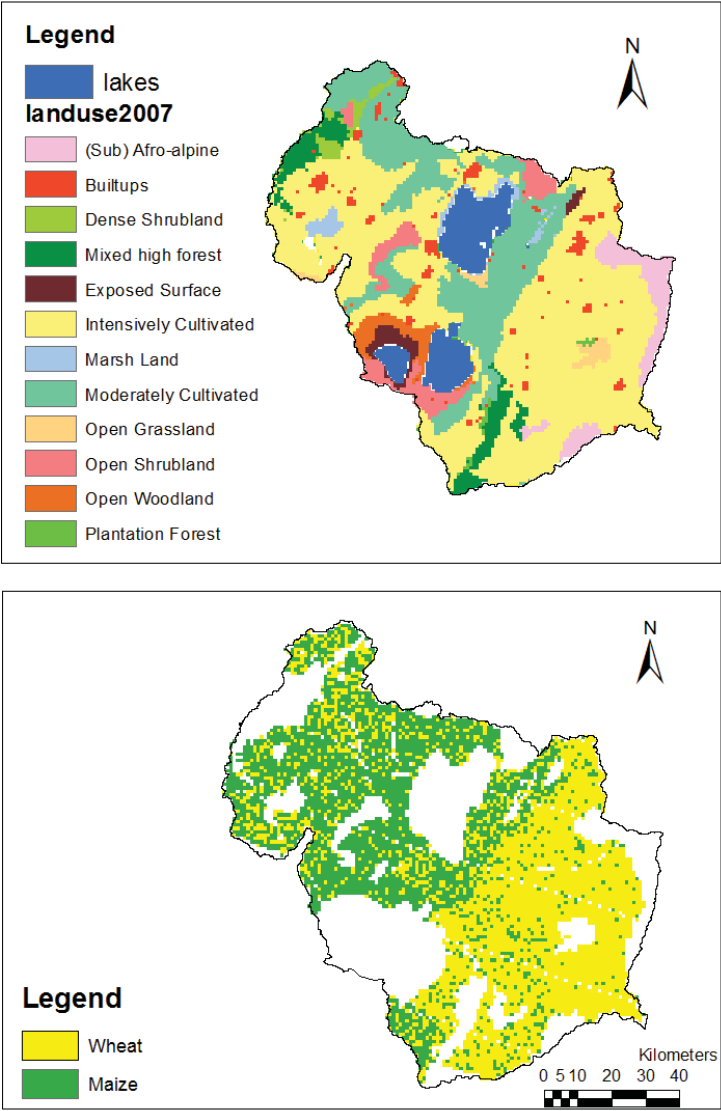 Legend
N
lakes
landuse2007
(Sub) Afro-alpine
Builtups
Dense Shrubland
Mixed high forest
Exposed Surface
Intensively Cultivated
Marsh Land
Moderately Cultivated
Open Grassland
Open Shrubland
Open Woodland
Plantation Forest
N
Legend
Wheat
Maize
Kilometers
0 5 10 20 30 40